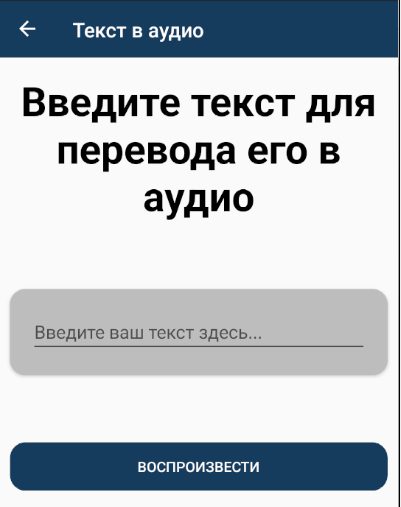 Текст в аудио
Введите текст для
перевода его в
аудио
Введите ваш текст здесь...
ВОСПРОИЗВЕСТИ